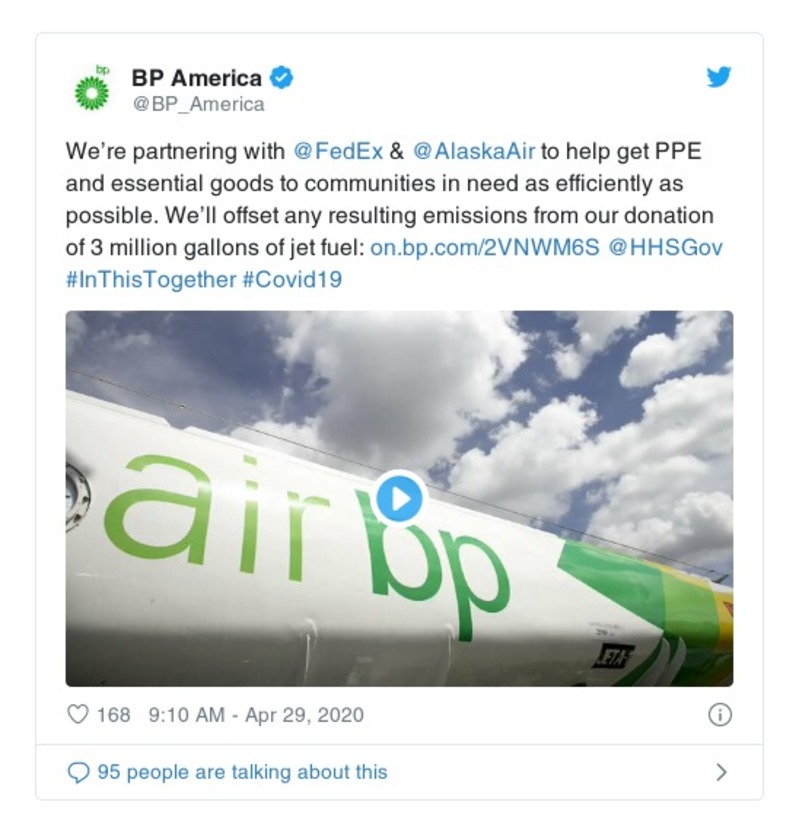 bp
BP America
@BP_America
We’re partnering with @FedEx & @AlaskaAir to help get PPE
and essential goods to communities in need as efficiently as
possible. We’ll offset any resulting emissions from our donation
of 3 million gallons of jet fuel: on.bp.com/2VNWM6S @HHSGov
#InThisTogether #Covid19
air bp
168 9:10 AM - Apr 29, 2020
95 people are talking about this